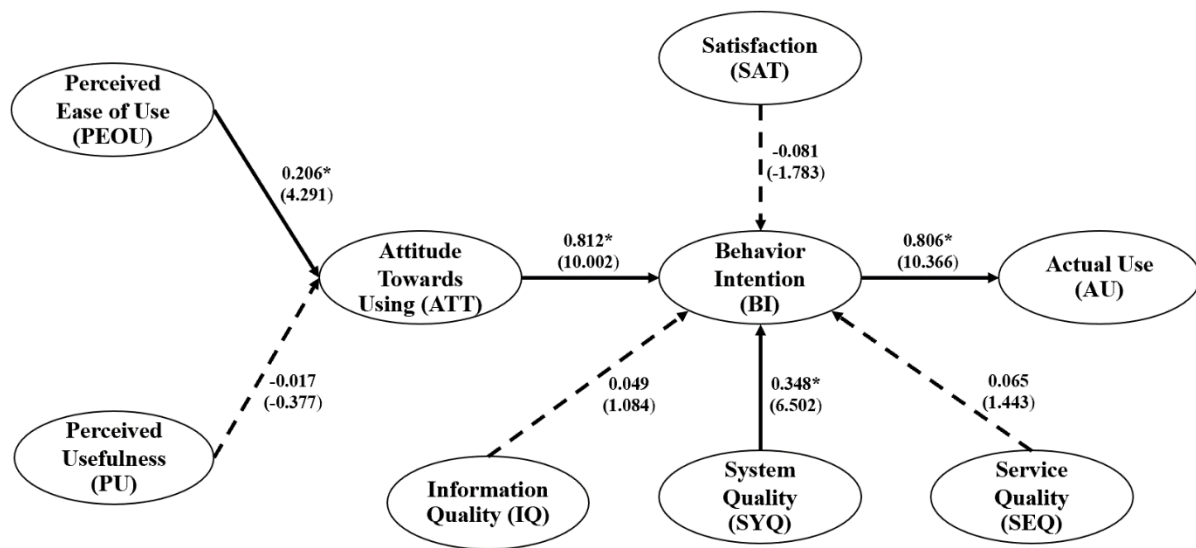 Satisfaction
(SAT)
Perceived
Ease of Use
(PEOU)
-0.081
(-1.783)
0.206*
(4.291)
Attitude
Towards
Using (ATT)
0.812*
(10.002)
Behavior
Intention
(BI)
0.806*
(10.366)
Actual Use
(AU)
-0.017
(-0.377)
0.049
(1.084)
0.348*
(6.502)
0.065
(1.443)
Perceived
Usefulness
(PU)
Information
Quality (IQ)
System
Quality
(SYQ)
Service
Quality
(SEQ)